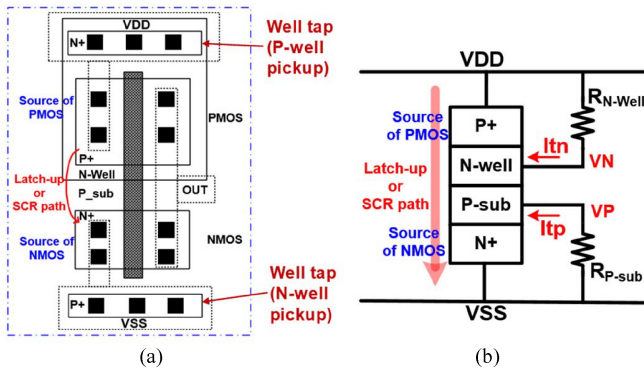 VDD
N+
Well tap
(P-well
pickup)
Source of
PMOS
PMOS
P+
N-Well
Latch-up
or
SCR path
P_sub
OUT
N+
Source of
NMOS
NMOS
Well tap
(N-well
pickup)
P+
VSS
(a)
VDD
Source
of PMOS
P+
RN-Well
Itn
N-well
VN
Latch-up
or
SCR path
P-sub
VP
Itp
Source
of NMOS
N+
RP-sub
VSS
(b)